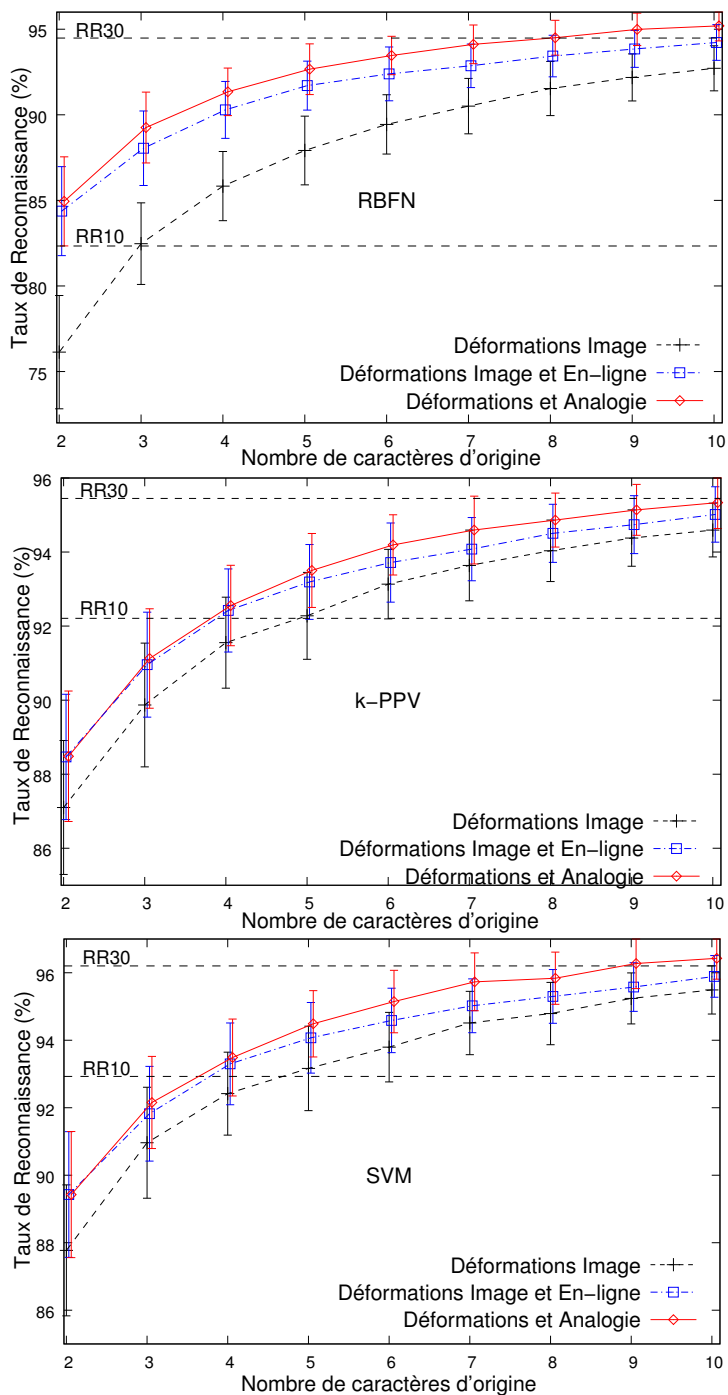 95
90
85
80
75
Taux de Reconnaissance (%)
RR30
RR10
RBFN
Déformations Image
Déformations Image et En−ligne
Déformations et Analogie
2 3 4 5 6 7 8 9 10
Nombre de caractères d'origine
96
94
92
90
88
86
Taux de Reconnaissance (%)
RR30
RR10
k−PPV
Déformations Image
Déformations Image et En−ligne
Déformations et Analogie
2 3 4 5 6 7 8 9 10
Nombre de caractères d'origine
96
94
92
90
88
86
Taux de Reconnaissance (%)
RR30
RR10
SVM
Déformations Image
Déformations Image et En−ligne
Déformations et Analogie
2 3 4 5 6 7 8 9 10
Nombre de caractères d'origine